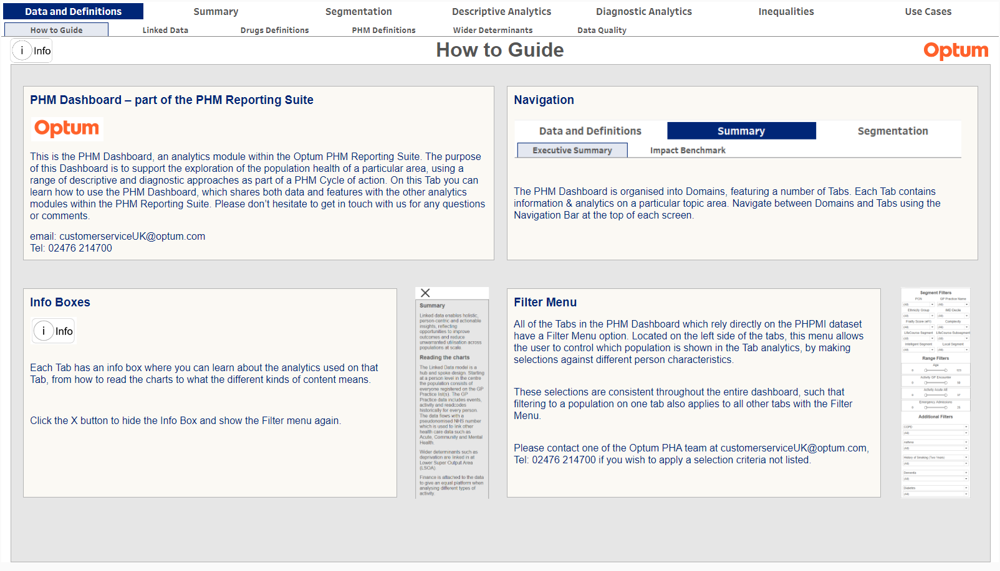 Data and Definitions
Summary
Segmentation
Descriptive Analytics
Diagnostic Analytics
Inequalities
Use Cases
How to Guide
Linked Data
Drugs Definitions
PHM Definitions
Wider Determinants
Data Quality
i Info
How to Guide
Optum
PHM Dashboard – part of the PHM Reporting Suite
Optum
This is the PHM Dashboard, an analytics module within the Optum PHM Reporting Suite. The purpose
of this Dashboard is to support the exploration of the population health of a particular area, using a
range of descriptive and diagnostic approaches as part of a PHM Cycle of action. On this Tab you can
learn how to use the PHM Dashboard, which shares both data and features with the other analytics
modules within the PHM Reporting Suite. Please don't hesitate to get in touch with us for any questions
or comments.
email: customerserviceUK@optum.com
Tel: 02476 214700
Navigation
Data and Definitions
Summary
Segmentation
Executive Summary
Impact Benchmark
The PHM Dashboard is organised into Domains, featuring a number of Tabs. Each Tab contains
information & analytics on a particular topic area. Navigate between Domains and Tabs using the
Navigation Bar at the top of each screen.
Info Boxes
i Info
Each Tab has an info box where you can learn about the analytics used on that
Tab, from how to read the charts to what the different kinds of content means.
Click the X button to hide the Info Box and show the Filter menu again.
Summary
Linked data enables holistic,
person-centric and actionable
insights, reflecting
opportunities to improve
outcomes and reduce
unwarranted utilisation across
populations at scale.
Reading the charts
The Linked Data model is a
hub and spoke design. Starting
at a person level in the centre
the population consists of
everyone registered on the GP
Practice list(s). The GP
Practice data includes events,
activity and readcodes
historically for every person.
The data flows with a
pseudonomised NHS number
which is used to link other
health care data such as
Acute, Community and Mental
Health.
Wider determinants such as
deprivation are linked in at
Lower Super Output Area
(LSOA)
Finance is attached to the data
to give an equal platform when
analysing different types of
activity.
Filter Menu
All of the Tabs in the PHM Dashboard which rely directly on the PHPMI dataset
have a Filter Menu option. Located on the left side of the tabs, this menu allows
the user to control which population is shown in the Tab analytics, by making
selections against different person characteristics.
These selections are consistent throughout the entire dashboard, such that
filtering to a population on one tab also applies to all other tabs with the Filter
Menu.
Please contact one of the Optum PHA team at customerserviceUK@optum.com,
Tel: 02476 214700 if you wish to apply a selection criteria not listed.
Segment Filters
PCN GP Practice Name
(All) (All)
Ethnicity Group IMD Decile
(All) (All)
Frailty Score (eFI) Complexity
(All) (All)
LifeCourse Segment LifeCourse Subsegment
(All) (All)
Intelligent Segment Local Segment
(All) (All)
Range Filters
Age
0 123
Activity GP Encounter
0
Activity Acute AE
0
Emergency Admissions
0
Additional Filters
COPD
(All)
Asthma
(All)
History of Smoking (Two Years)
(All)
Dementia
(All)
Diabetes
(All)